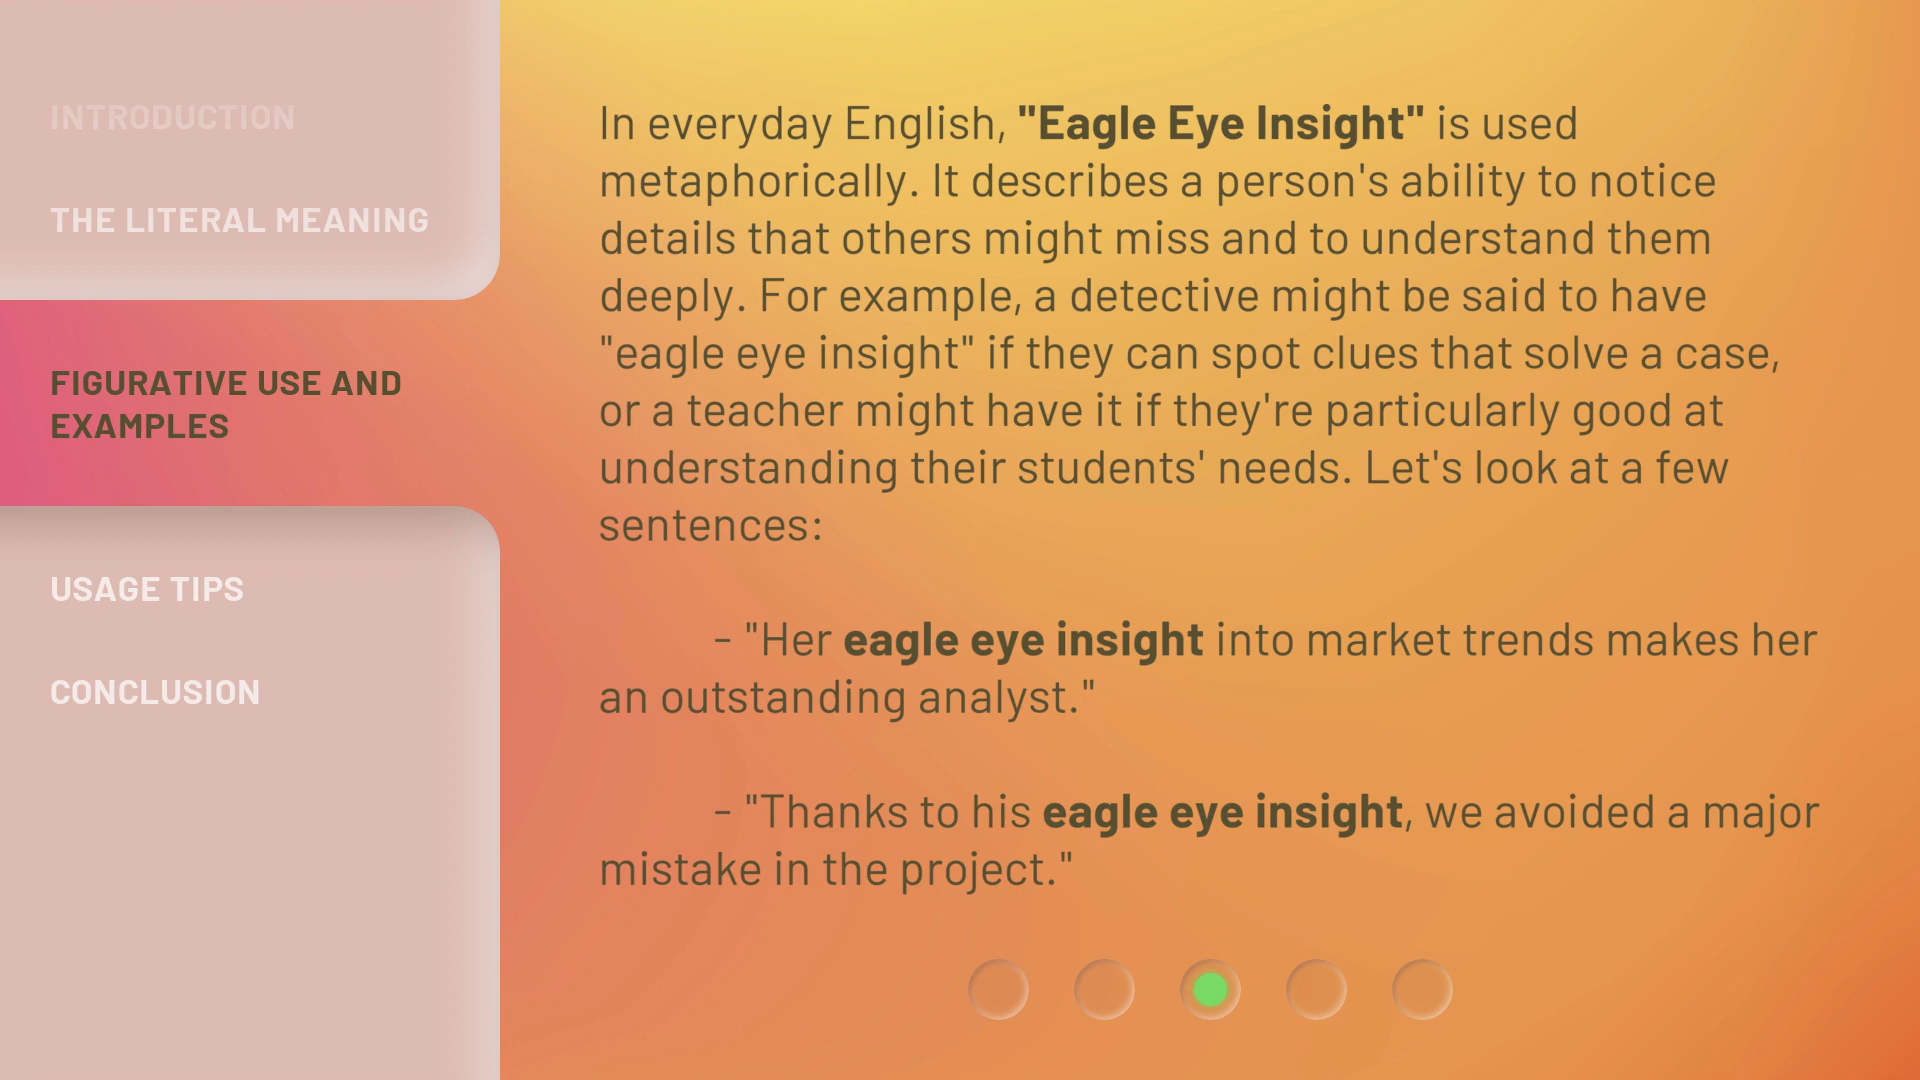 INTRODUCTION
THE LITERAL MEANING
FIGURATIVE USE AND
EXAMPLES
USAGE TIPS
CONCLUSION
In everyday English, "Eagle Eye Insight" is used
metaphorically. It describes a person's ability to notice
details that others might miss and to understand them
deeply. For example, a detective might be said to have
"eagle eye insight" if they can spot clues that solve a case,
or a teacher might have it if they're particularly good at
understanding their students' needs. Let's look at a few
sentences:
- "Her eagle eye insight into market trends makes her
an outstanding analyst."
- "Thanks to his eagle eye insight, we avoided a major
mistake in the project."